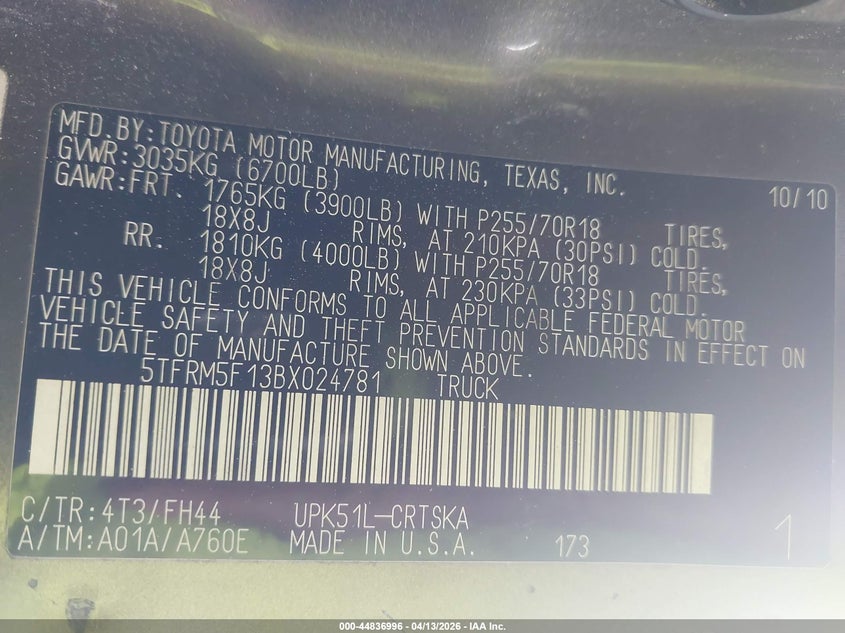 MFD.BY:TOYOTA MOTOR MANUFACTURING, TEXAS, INC. 10/10
GVWR:3035KG (6700LB)
GAWR:FRT. 1765KG (3900LB) WITH P255/70R18 TIRES,
18X8J RIMS, AT 210KPA (30PSI) COLD.
RR. 1810KG (4000LB) WITH P255/70R18 TIRES,
18X8J RIMS, AT 230KPA (33PSI) COLD.
THIS VEHICLE CONFORMS TO ALL APPLICABLE FEDERAL MOTOR
VEHICLE SAFETY AND THEFT PREVENTION STANDARDS IN EFFECT ON
THE DATE OF MANUFACTURE SHOWN ABOVE.
5TFRM5F13BX024781 TRUCK
C/TR:4T3/FH44 UPK51L-CRTSKA
A/TM:A01A/A760E MADE IN U.S.A. 173 1
000-44836996 - 04/13/2026 - IAA Inc.